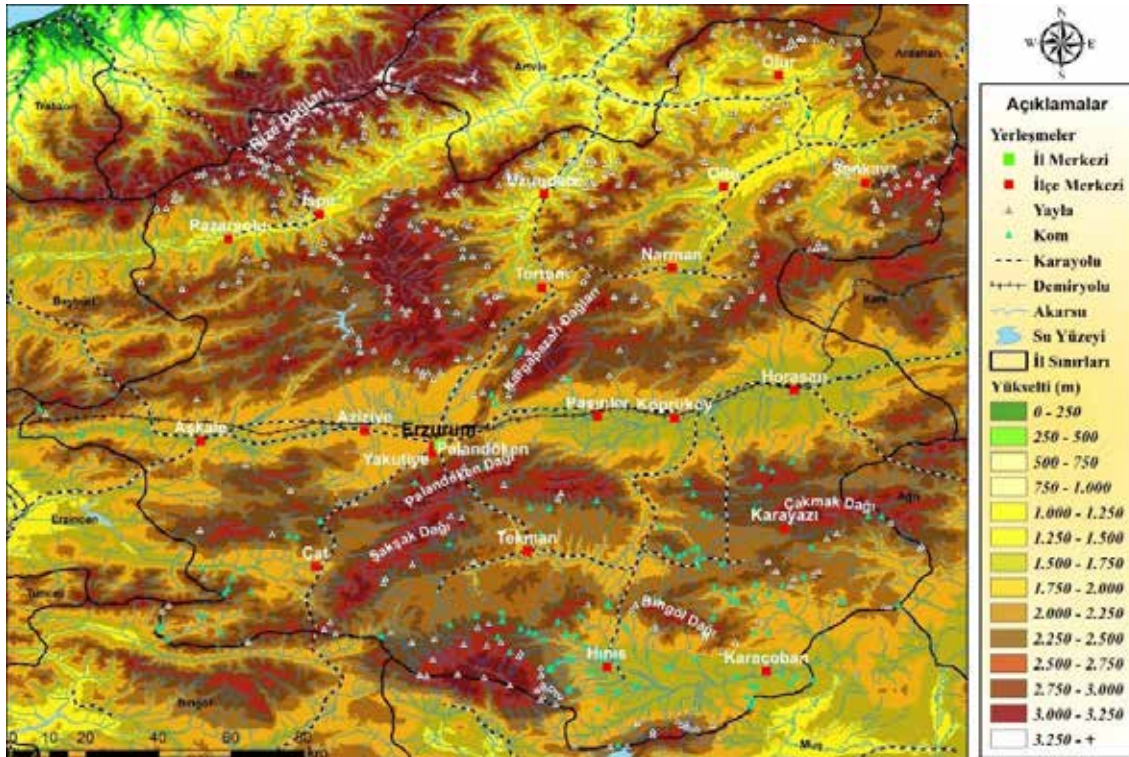 Rize
Artvin
Ardahan
Trabzon
Olur
Rize Dağları
Uzundere
Oltu
Şenkaya
İspir
Pazaryolu
Narman
Tortum
Bayburt
Kars
Kargapazarı Dağları
Horasan
Pasinler
Köprüköy
Aziziye
Aşkale
Erzurum
Palandöken
Yakutiye
Palandöken Dağı
Çakmak Dağı
Ağrı
Karayazı
Erzincan
Şakşak Dağı
Tekman
Çat
Tunceli
Bingöl Dağı
Hınıs
Karaçoban
Bingöl
Muş
0 10 20 40 60 80
N
W E
S
Açıklamalar
Yerleşmeler
İl Merkezi
İlçe Merkezi
Yayla
Kom
Karayolu
Demiryolu
Akarsu
Su Yüzeyi
İl Sınırları
Yükselti (m)
0 - 250
250 - 500
500 - 750
750 - 1.000
1.000 - 1.250
1.250 - 1.500
1.500 - 1.750
1.750 - 2.000
2.000 - 2.250
2.250 - 2.500
2.500 - 2.750
2.750 - 3.000
3.000 - 3.250
3.250 - +